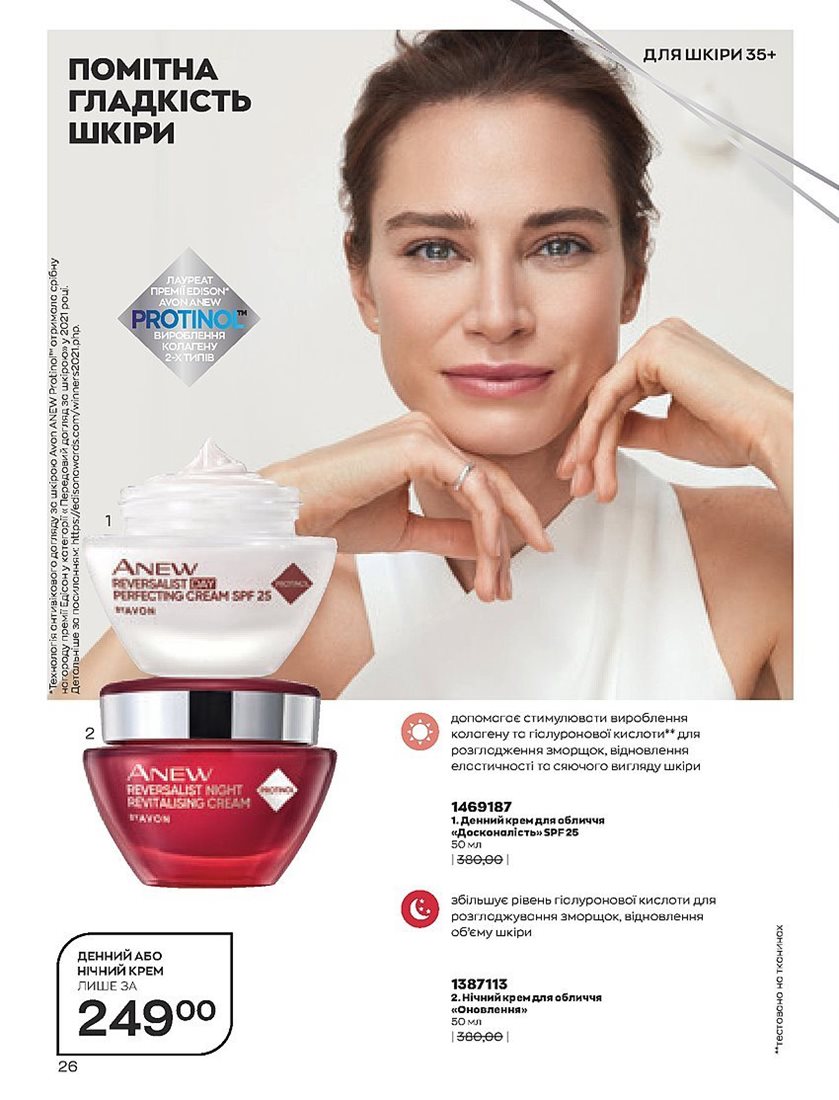 ПОМІТНА
ГЛАДКІСТЬ
ШКІРИ
ДЛЯ ШКІРИ 35+
ЛАУРЕАТ
ПРЕМІЇ EDISON*
AVON ANEW
PROTINOL™
ВИРОБЛЕННЯ
КОЛАГЕНУ
2-Х ТИПІВ
*Технологія антивікового догляду за шкірою Avon ANEW Protinol™ отримала срібну
нагороду премії Едісон у категорії «Передовий догляд за шкірою» у 2021 році.
Детальніше за посиланням: https://edisonawards.com/winners2021.php.
1
ANEW
REVERSALIST DAY
PERFECTING CREAM SPF 25
BY AVON
PROTINOL
2
ANEW
REVERSALIST NIGHT
REVITALISING CREAM
BY AVON
PROTINOL
допомагає стимулювати вироблення
колагену та гіалуронової кислоти** для
розгладження зморщок, відновлення
еластичності та сяючого вигляду шкіри
1469187
1. Денний крем для обличчя
«Досконалість» SPF 25
50 мл
| 380,00 |
збільшує рівень гіалуронової кислоти для
розгладжування зморщок, відновлення
об'єму шкіри
1387113
2. Нічний крем для обличчя
«Оновлення»
50 мл
| 380,00 |
**тестовано на тканинах
ДЕННИЙ АБО
НІЧНИЙ КРЕМ
ЛИШЕ ЗА
249⁰⁰
26